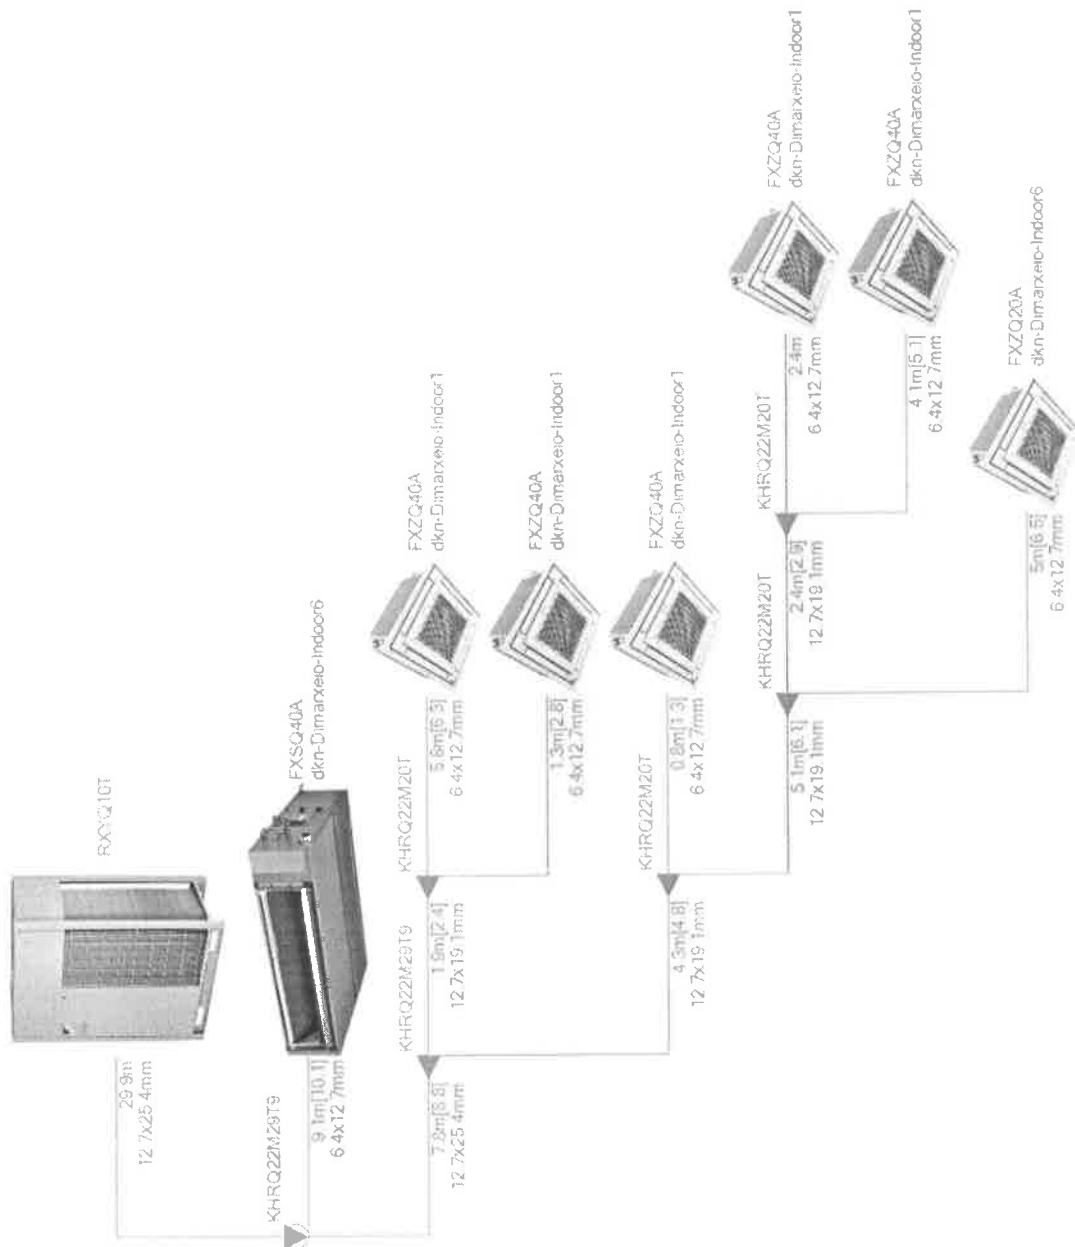 RXYQ10T
29.9m
12.7x25.4mm
KHRQ22M29T9
FXSQ40A
dkn-Dimarxeio-Indoor6
9.1m[10.1]
6.4x12.7mm
7.8m[8.8]
12.7x25.4mm
KHRQ22M29T9
1.9m[2.4]
12.7x19.1mm
KHRQ22M20T
5.8m[6.3]
6.4x12.7mm
FXZQ40A
dkn-Dimarxeio-Indoor1
1.3m[2.8]
6.4x12.7mm
FXZQ40A
dkn-Dimarxeio-Indoor1
4.3m[4.8]
12.7x19.1mm
KHRQ22M20T
0.8m[1.3]
6.4x12.7mm
FXZQ40A
dkn-Dimarxeio-Indoor1
5.1m[6.1]
12.7x19.1mm
KHRQ22M20T
2.4m[2.9]
12.7x19.1mm
KHRQ22M20T
2.4m
6.4x12.7mm
FXZQ40A
dkn-Dimarxeio-Indoor1
4.1m[5.1]
6.4x12.7mm
FXZQ40A
dkn-Dimarxeio-Indoor1
5m[6.5]
6.4x12.7mm
FXZQ20A
dkn-Dimarxeio-Indoor6